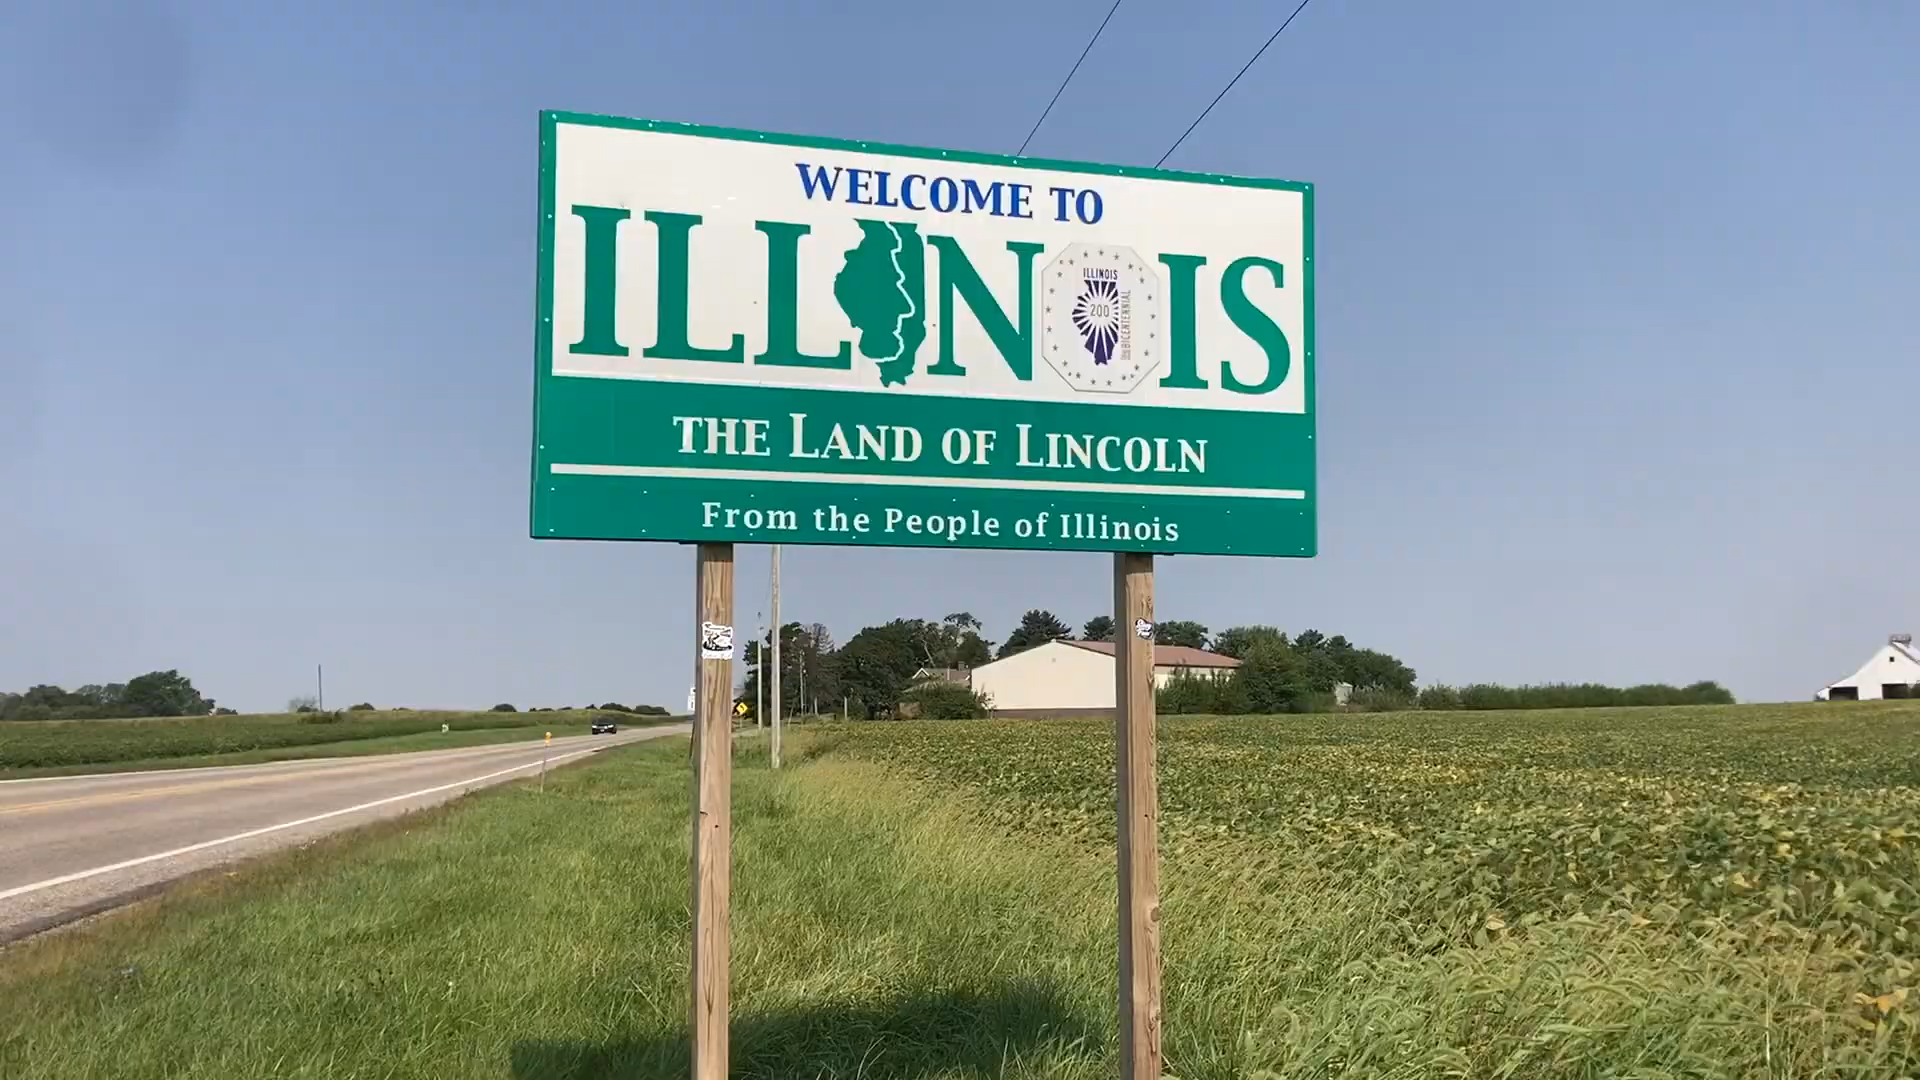 WELCOME TO
ILLINOIS
ILLINOIS
200
BICENTENNIAL
THE LAND OF LINCOLN
From the People of Illinois